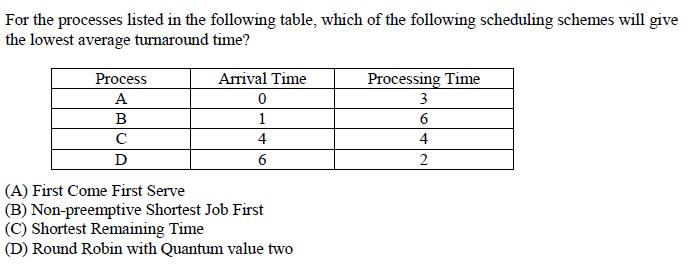 For the processes listed in the following table, which of the following scheduling schemes will give
the lowest average turnaround time?
Process Arrival Time Processing Time
A 0 3
B 1 6
C 4 4
D 6 2
(A) First Come First Serve
(B) Non-preemptive Shortest Job First
(C) Shortest Remaining Time
(D) Round Robin with Quantum value two